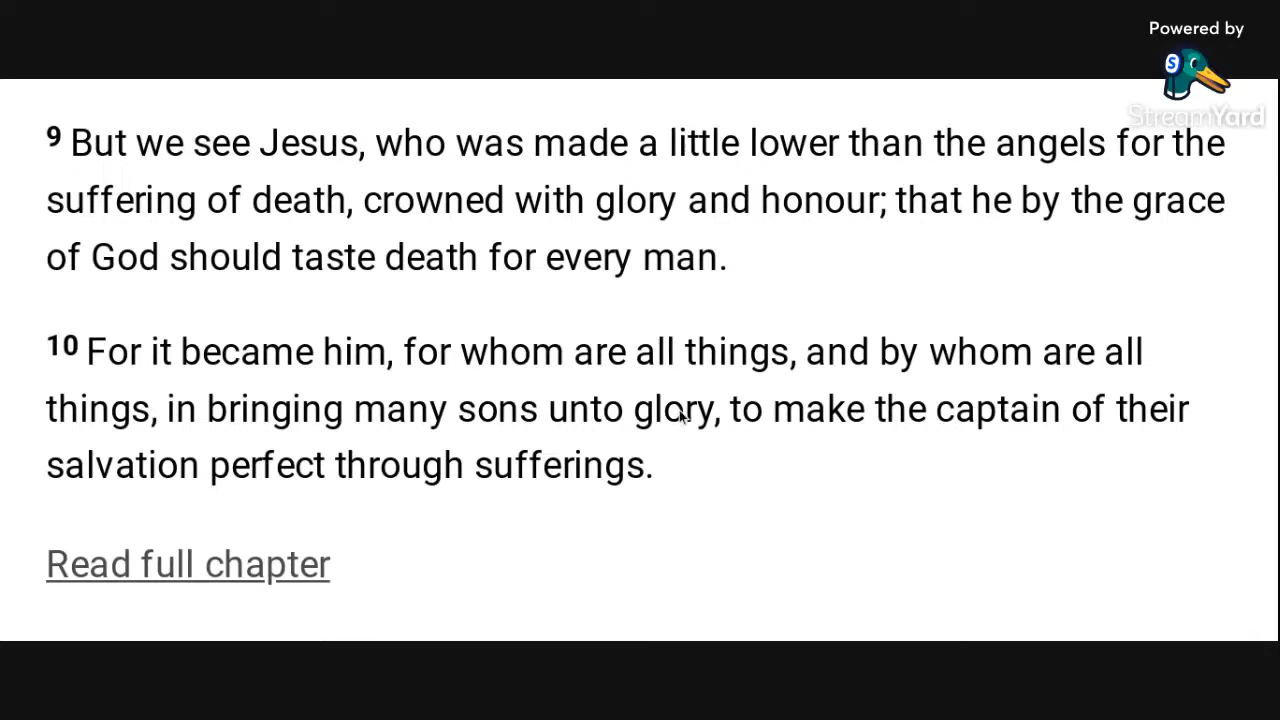 Powered by
S
StreamYard
9 But we see Jesus, who was made a little lower than the angels for the
suffering of death, crowned with glory and honour; that he by the grace
of God should taste death for every man.
10 For it became him, for whom are all things, and by whom are all
things, in bringing many sons unto glory, to make the captain of their
salvation perfect through sufferings.
Read full chapter